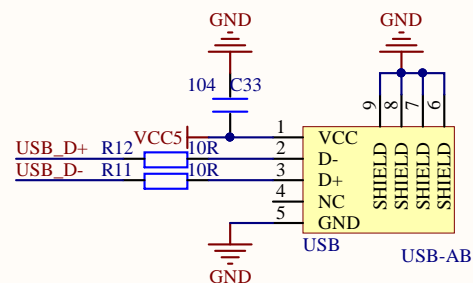 GND
GND
104 C33
9 8 7 6
VCC5
1 VCC
USB_D+ R12 10R 2 D-
USB_D- R11 10R 3 D+
4 NC
5 GND
SHIELD SHIELD SHIELD SHIELD
USB
USB-AB
GND